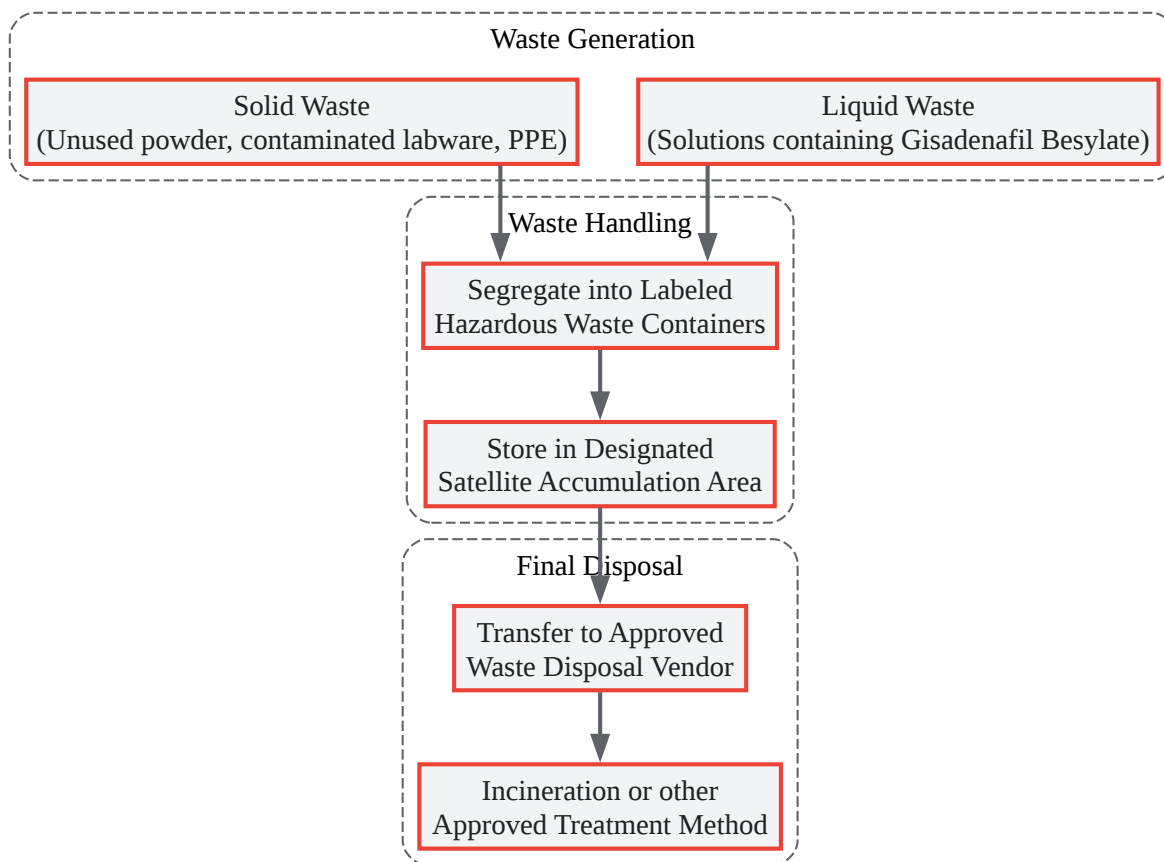 Waste Generation
Solid Waste
(Unused powder, contaminated labware, PPE)
Liquid Waste
(Solutions containing Gisadenafil Besylate)
Waste Handling
Segregate into Labeled
Hazardous Waste Containers
Store in Designated
Satellite Accumulation Area
Final Disposal
Transfer to Approved
Waste Disposal Vendor
Incineration or other
Approved Treatment Method